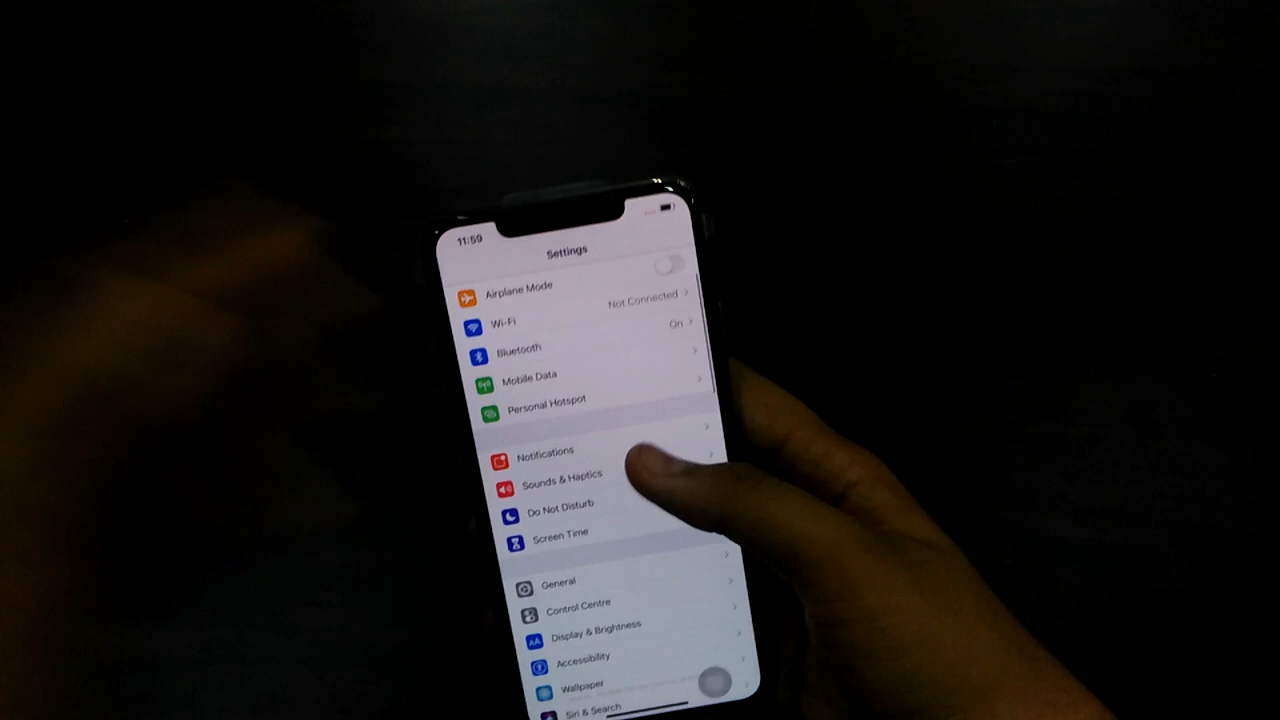 11:59
Settings
Airplane Mode
Wi-Fi Not Connected
Bluetooth On
Mobile Data
Personal Hotspot
Notifications
Sounds & Haptics
Do Not Disturb
Screen Time
General
Control Centre
Display & Brightness
AA
Accessibility
Wallpaper
Siri & Search